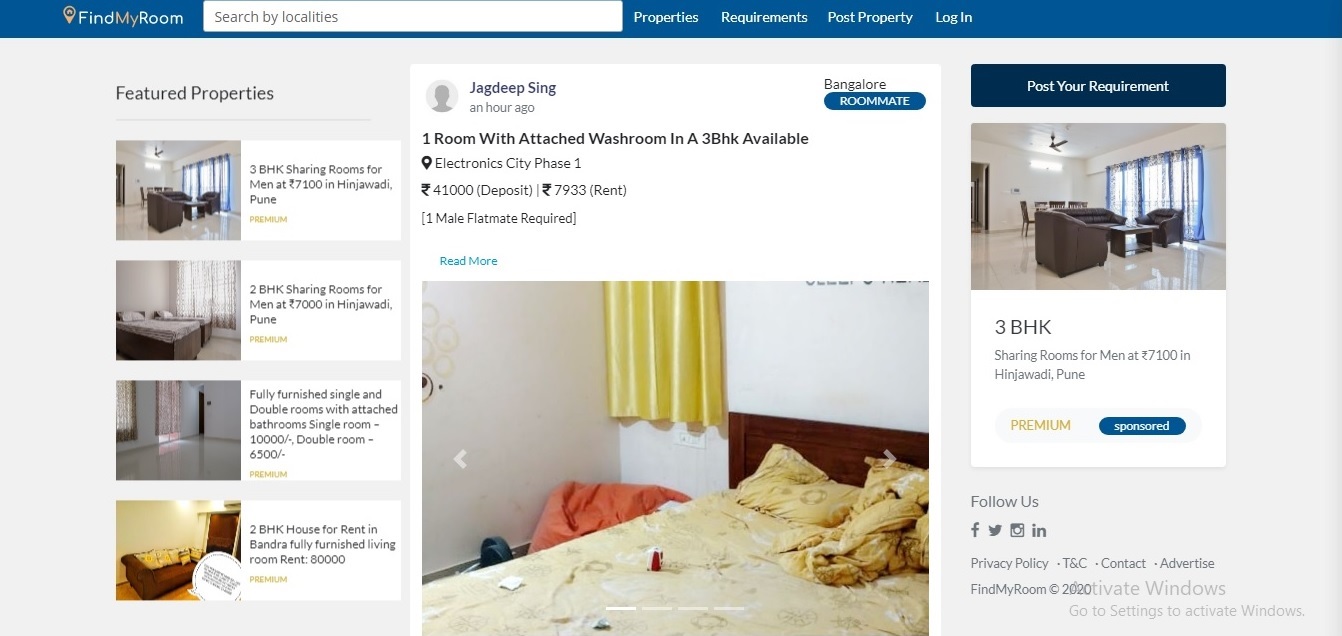 FindMyRoom
Search by localities
Properties
Requirements
Post Property
Log In
Featured Properties
3 BHK Sharing Rooms for
Men at ₹7100 in Hinjawadi,
Pune
PREMIUM
2 BHK Sharing Rooms for
Men at ₹7000 in Hinjawadi,
Pune
PREMIUM
Fully furnished single and
Double rooms with attached
bathrooms Single room –
10000/-, Double room –
6500/-
PREMIUM
2 BHK House for Rent in
Bandra fully furnished living
room Rent: 80000
PREMIUM
Jagdeep Sing
an hour ago
Bangalore
ROOMMATE
1 Room With Attached Washroom In A 3Bhk Available
Electronics City Phase 1
₹ 41000 (Deposit) | ₹ 7933 (Rent)
[1 Male Flatmate Required]
Read More
Post Your Requirement
3 BHK
Sharing Rooms for Men at ₹7100 in
Hinjawadi, Pune
PREMIUM
sponsored
Follow Us
Privacy Policy · T&C · Contact · Advertise
FindMyRoom © 2020
Activate Windows
Go to Settings to activate Windows.